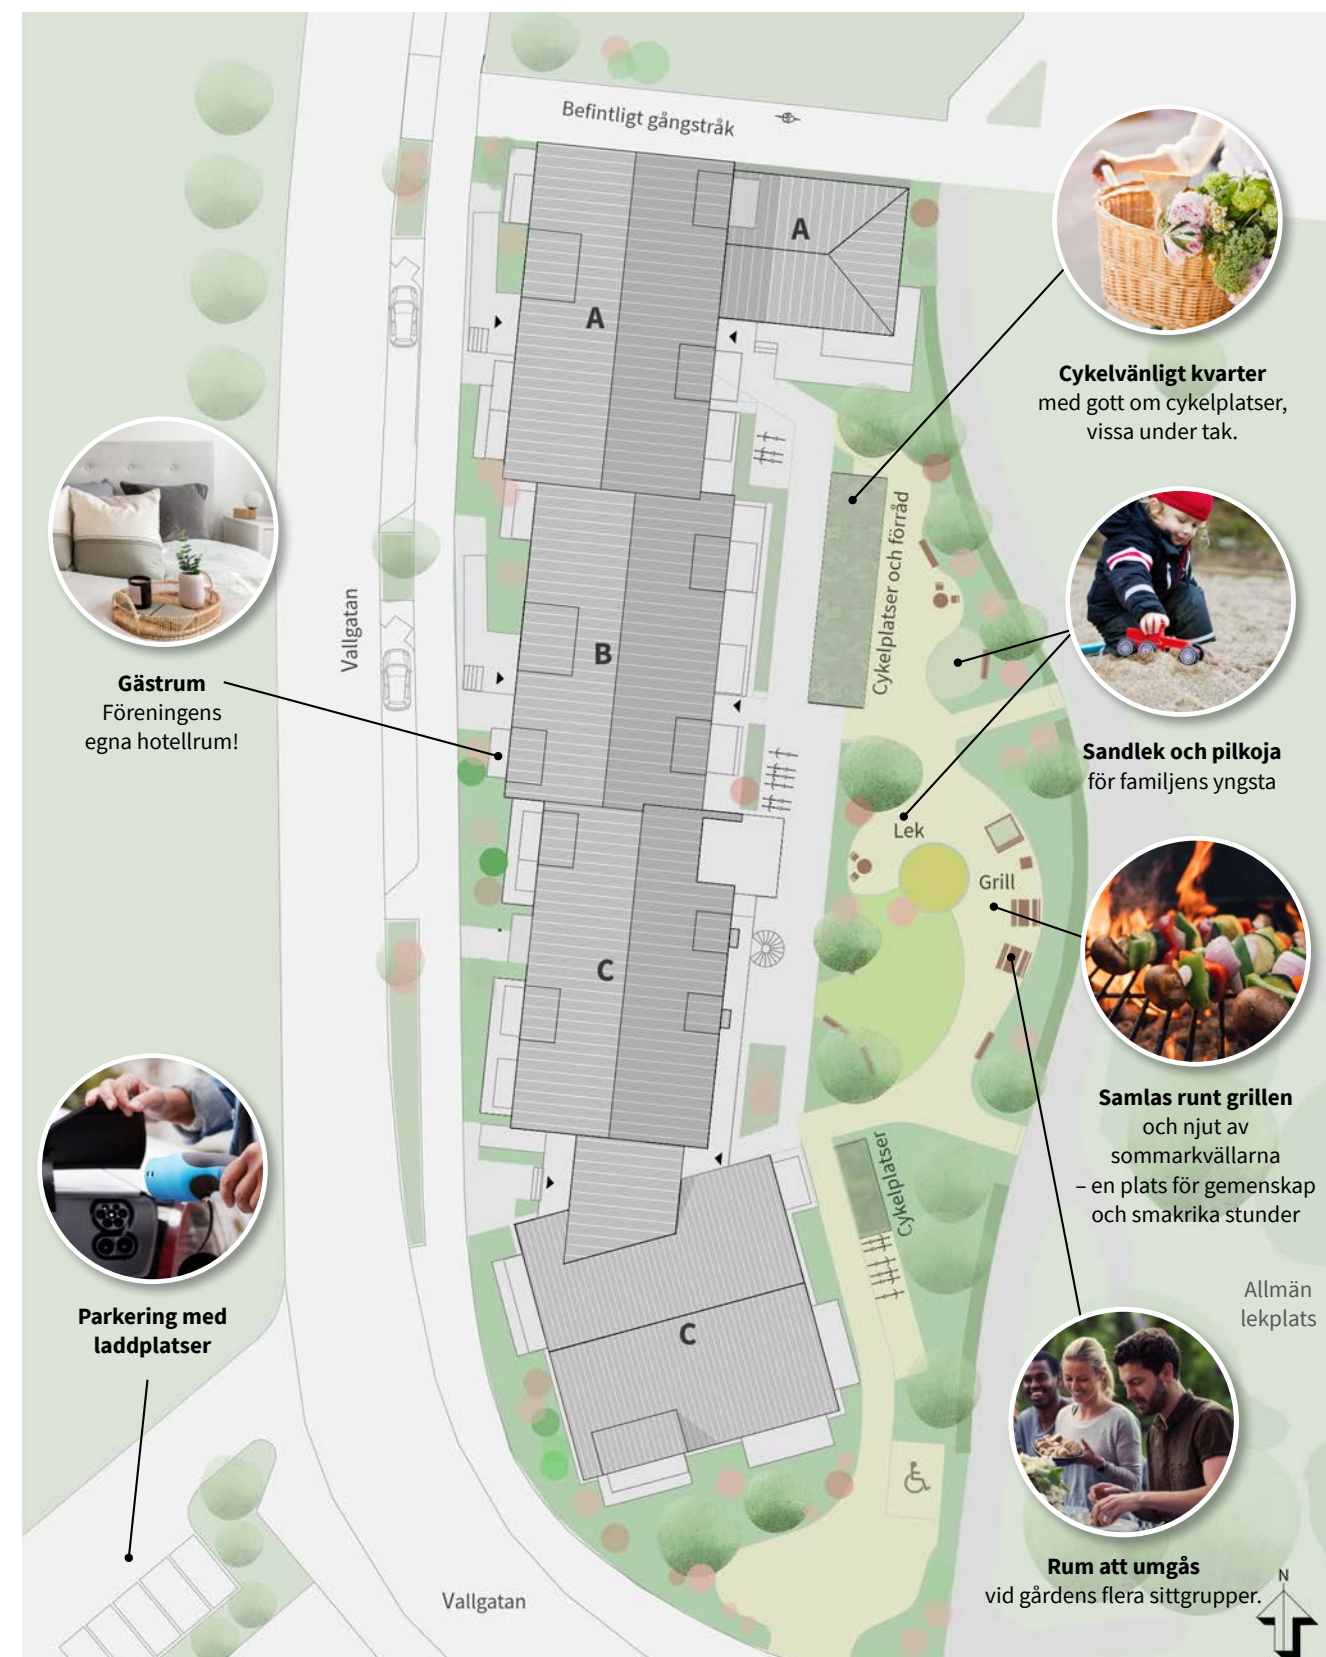 Befintligt gångstråk
A
A
Cykelvänligt kvarter
med gott om cykelplatser,
vissa under tak.
Cykelplatser och förråd
Vallgatan
B
Gästrum
Föreningens
egna hotellrum!
Sandlek och pilkoja
för familjens yngsta
Lek
Grill
C
Samlas runt grillen
och njut av
sommarkvällarna
– en plats för gemenskap
och smakrika stunder
Cykelplatser
Parkering med
laddplatser
Allmän
lekplats
C
Rum att umgås
vid gårdens flera sittgrupper.
Vallgatan
N